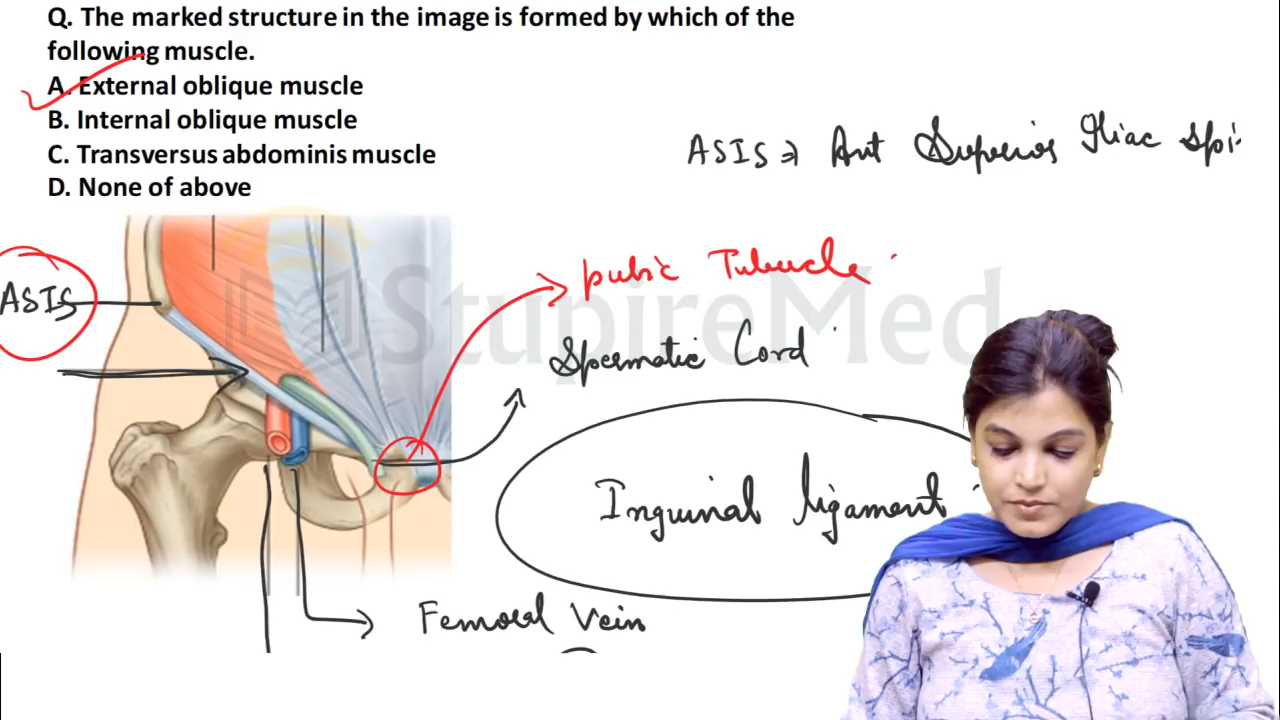 Q. The marked structure in the image is formed by which of the
following muscle.
A. External oblique muscle
B. Internal oblique muscle
C. Transversus abdominis muscle
D. None of above
ASIS → Ant Superior Iliac Spi
ASIS
pubic Tubercle
StupireMed
Spermatic Cord
Inguinal ligament
Femoral Vein